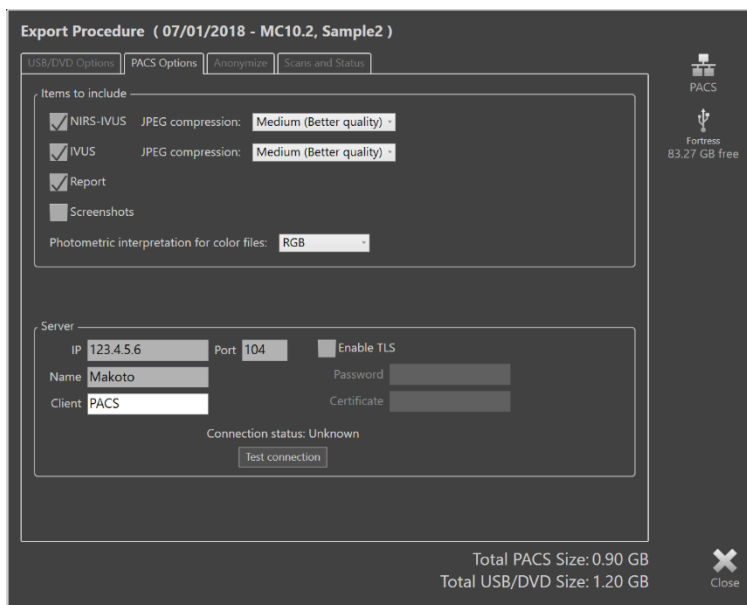 Export Procedure ( 07/01/2018 - MC10.2, Sample2 )
USB/DVD Options PACS Options Anonymize Scans and Status
Items to include
NIRS-IVUS JPEG compression: Medium (Better quality)
IVUS JPEG compression: Medium (Better quality)
Report
Screenshots
Photometric interpretation for color files: RGB
Server
IP 123.4.5.6 Port 104 Enable TLS
Name Makoto Password
Client PACS Certificate
Connection status: Unknown
Test connection
Total PACS Size: 0.90 GB
Total USB/DVD Size: 1.20 GB
PACS
Fortress
83.27 GB free
Close